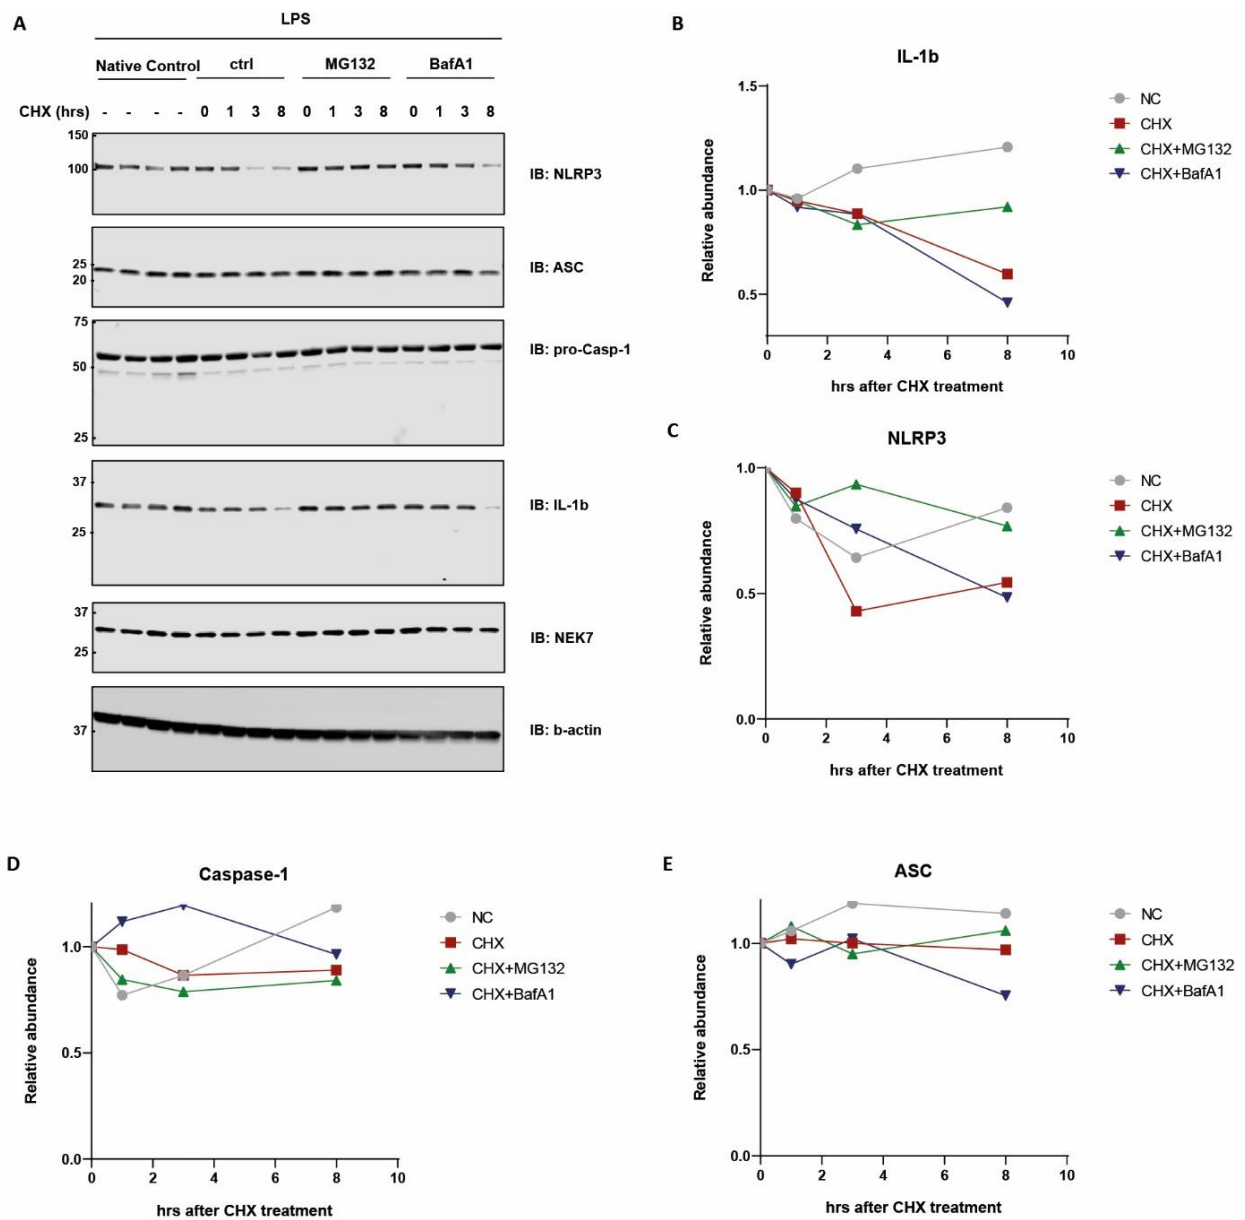 A
LPS
Native Control ctrl MG132 BafA1
CHX (hrs) - - - - 0 1 3 8 0 1 3 8 0 1 3 8
150
100
IB: NLRP3
25
20
IB: ASC
75
50
25
IB: pro-Casp-1
37
25
IB: IL-1b
37
25
IB: NEK7
37
IB: b-actin
B
IL-1b
1.5
1.0
0.5
Relative abundance
0 2 4 6 8 10
hrs after CHX treatment
NC
CHX
CHX+MG132
CHX+BafA1
C
NLRP3
1.0
0.5
0.0
Relative abundance
0 2 4 6 8 10
hrs after CHX treatment
NC
CHX
CHX+MG132
CHX+BafA1
D
Caspase-1
1.0
0.5
0.0
Relative abundance
0 2 4 6 8 10
hrs after CHX treatment
NC
CHX
CHX+MG132
CHX+BafA1
E
ASC
1.0
0.5
0.0
Relative abundance
0 2 4 6 8 10
hrs after CHX treatment
NC
CHX
CHX+MG132
CHX+BafA1